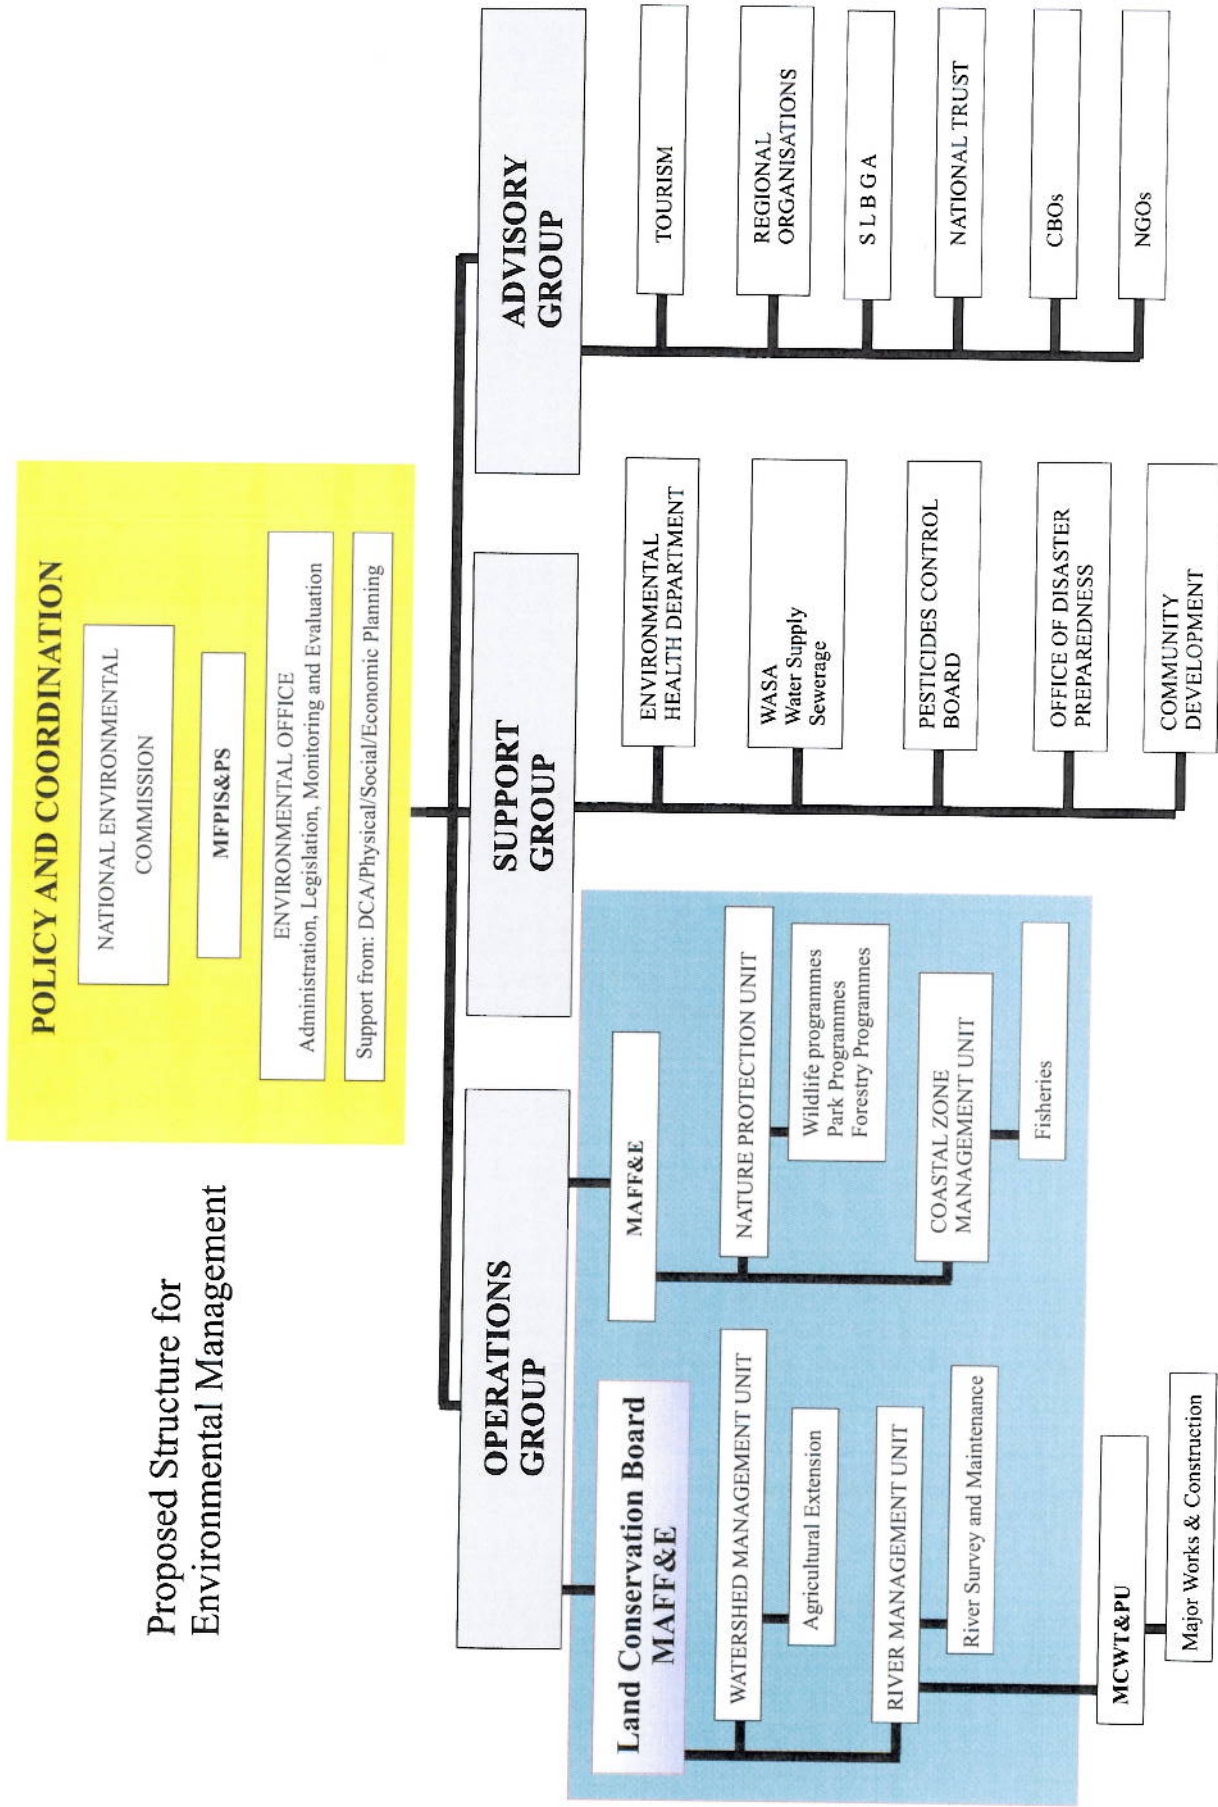 Proposed Structure for
Environmental Management
POLICY AND COORDINATION
NATIONAL ENVIRONMENTAL
COMMISSION
MFPIS&PS
ENVIRONMENTAL OFFICE
Administration, Legislation, Monitoring and Evaluation
Support from: DCA/Physical/Social/Economic Planning
OPERATIONS
GROUP
Land Conservation Board
MAFF&E
WATERSHED MANAGEMENT UNIT
Agricultural Extension
RIVER MANAGEMENT UNIT
River Survey and Maintenance
MCWT&PU
Major Works & Construction
MAFF&E
NATURE PROTECTION UNIT
Wildlife programmes
Park Programmes
Forestry Programmes
COASTAL ZONE
MANAGEMENT UNIT
Fisheries
SUPPORT
GROUP
ENVIRONMENTAL
HEALTH DEPARTMENT
WASA
Water Supply
Sewerage
PESTICIDES CONTROL
BOARD
OFFICE OF DISASTER
PREPAREDNESS
COMMUNITY
DEVELOPMENT
ADVISORY
GROUP
TOURISM
REGIONAL
ORGANISATIONS
S L B G A
NATIONAL TRUST
CBOs
NGOs